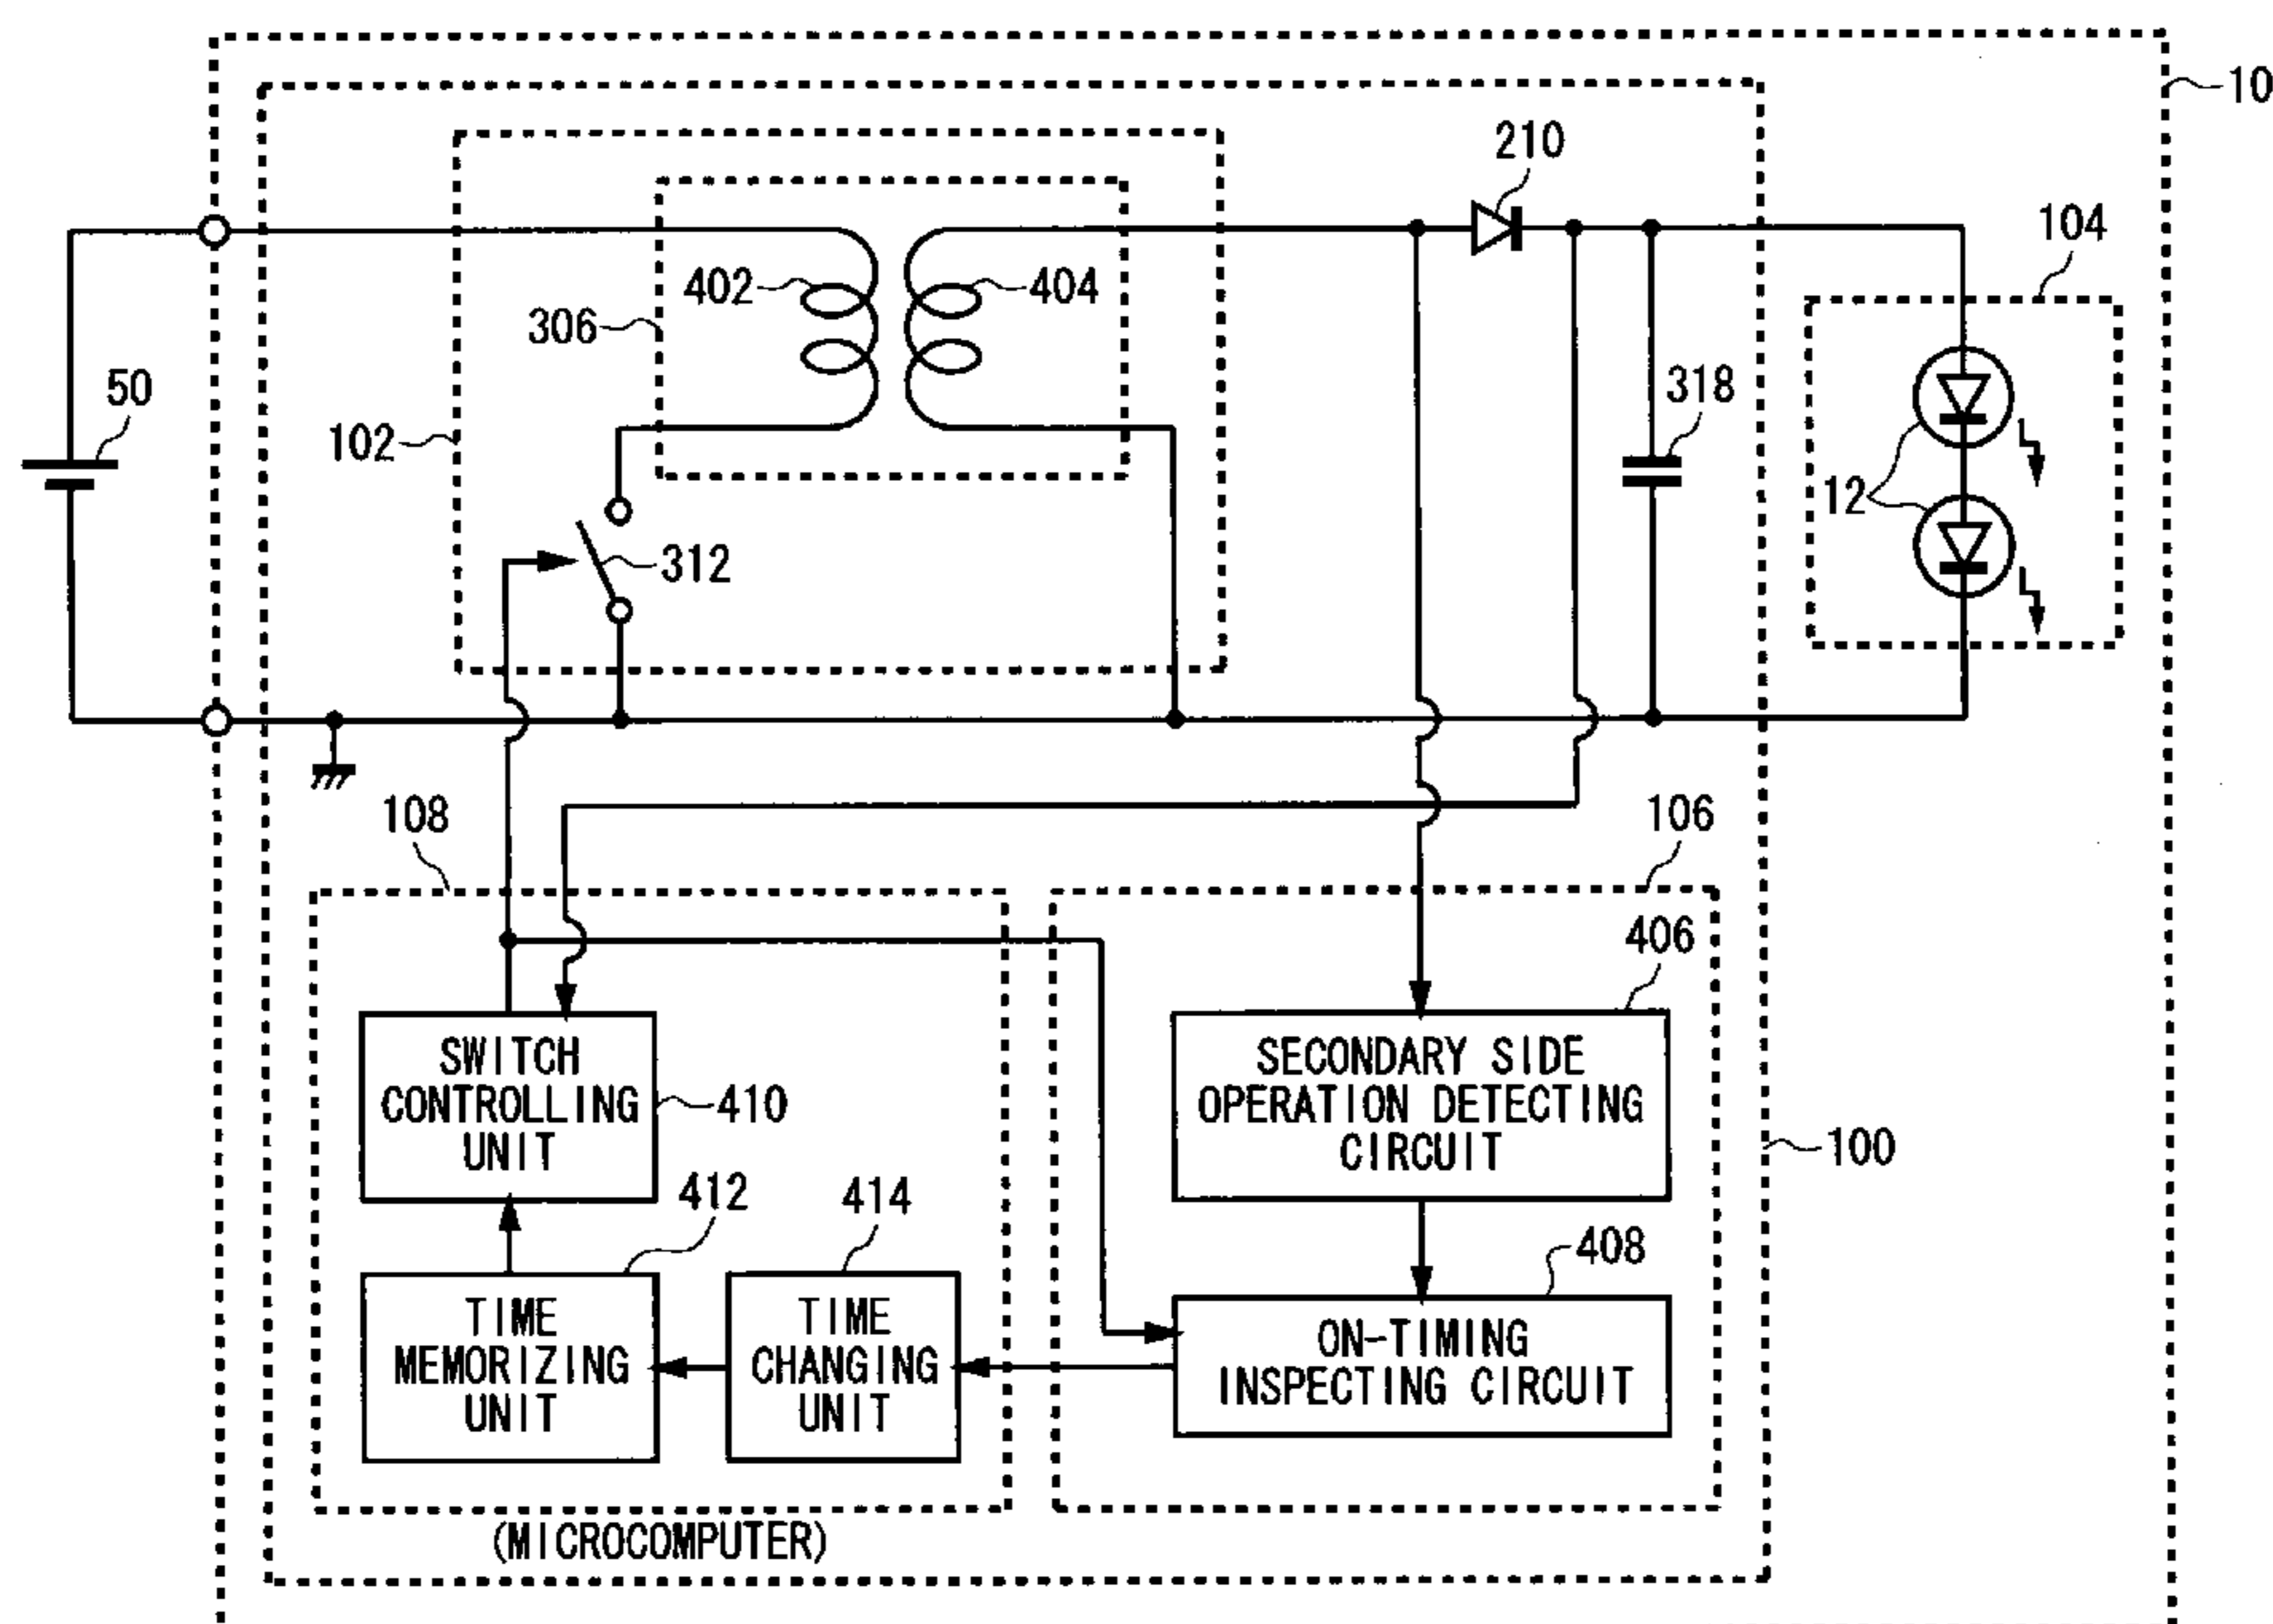 10
210
104
402
404
306
50
318
102
12
312
108
106
406
SWITCH
CONTROLLING
UNIT
410
SECONDARY SIDE
OPERATION DETECTING
CIRCUIT
100
412
414
408
TIME
MEMORIZING
UNIT
TIME
CHANGING
UNIT
ON-TIMING
INSPECTING CIRCUIT
(MICROCOMPUTER)